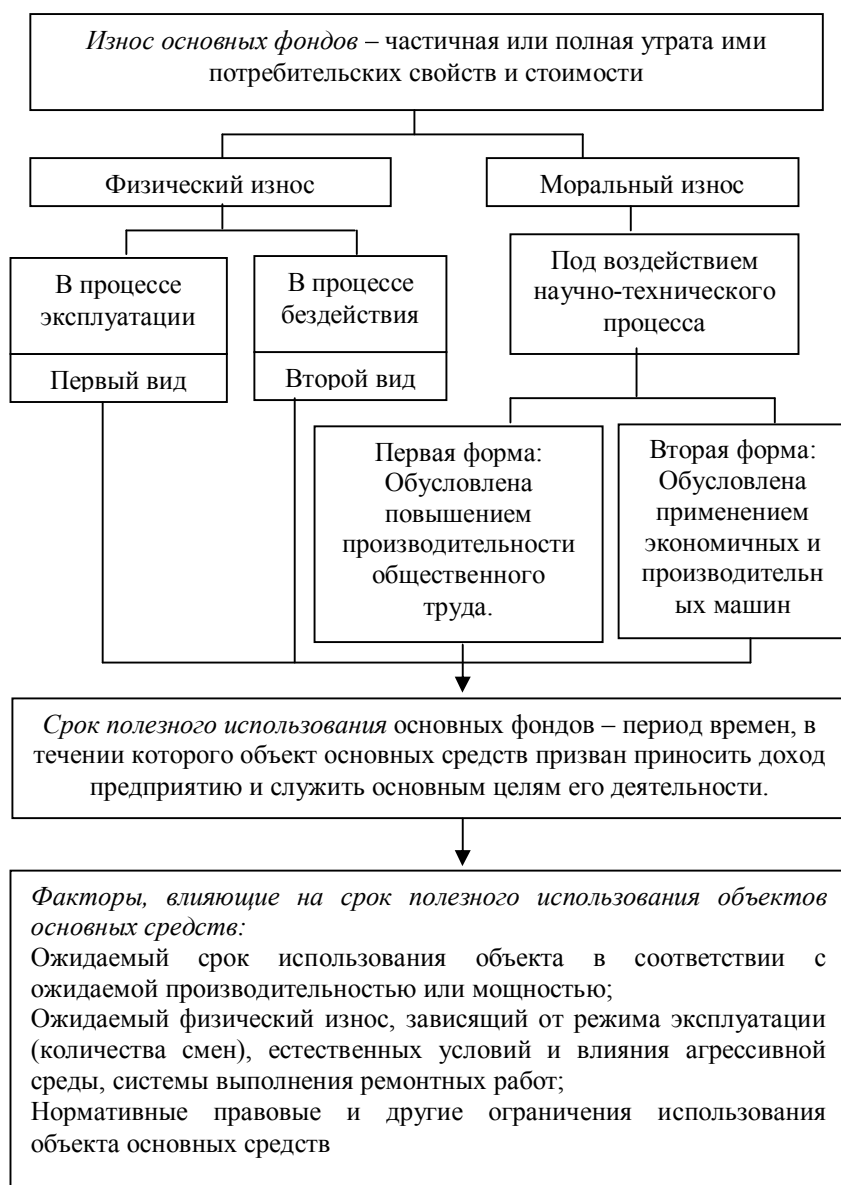 Износ основных фондов – частичная или полная утрата ими
потребительских свойств и стоимости
Физический износ
Моральный износ
В процессе
эксплуатации
Первый вид
В процессе
бездействия
Второй вид
Под воздействием
научно-технического
процесса
Первая форма:
Обусловлена
повышением
производительности
общественного
труда.
Вторая форма:
Обусловлена
применением
экономичных и
производительн
ых машин
Срок полезного использования основных фондов – период времен, в
течении которого объект основных средств призван приносить доход
предприятию и служить основным целям его деятельности.
Факторы, влияющие на срок полезного использования объектов
основных средств:
Ожидаемый срок использования объекта в соответствии с
ожидаемой производительностью или мощностью;
Ожидаемый физический износ, зависящий от режима эксплуатации
(количества смен), естественных условий и влияния агрессивной
среды, системы выполнения ремонтных работ;
Нормативные правовые и другие ограничения использования
объекта основных средств